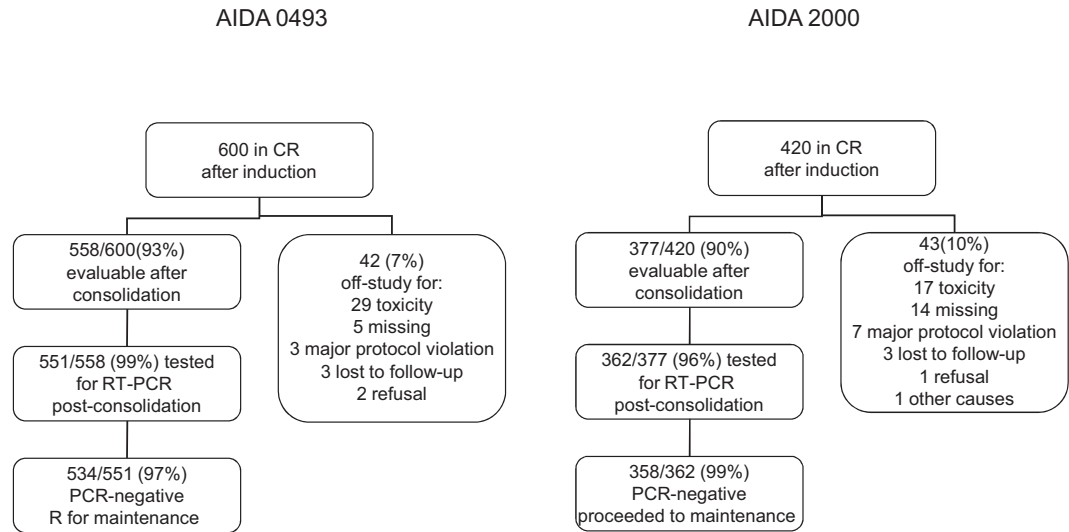 AIDA 0493
600 in CR
after induction
558/600(93%)
evaluable after
consolidation
42 (7%)
off-study for:
29 toxicity
5 missing
3 major protocol violation
3 lost to follow-up
2 refusal
551/558 (99%) tested
for RT-PCR
post-consolidation
534/551 (97%)
PCR-negative
R for maintenance
AIDA 2000
420 in CR
after induction
377/420 (90%)
evaluable after
consolidation
43(10%)
off-study for:
17 toxicity
14 missing
7 major protocol violation
3 lost to follow-up
1 refusal
1 other causes
362/377 (96%) tested
for RT-PCR
post-consolidation
358/362 (99%)
PCR-negative
proceeded to maintenance